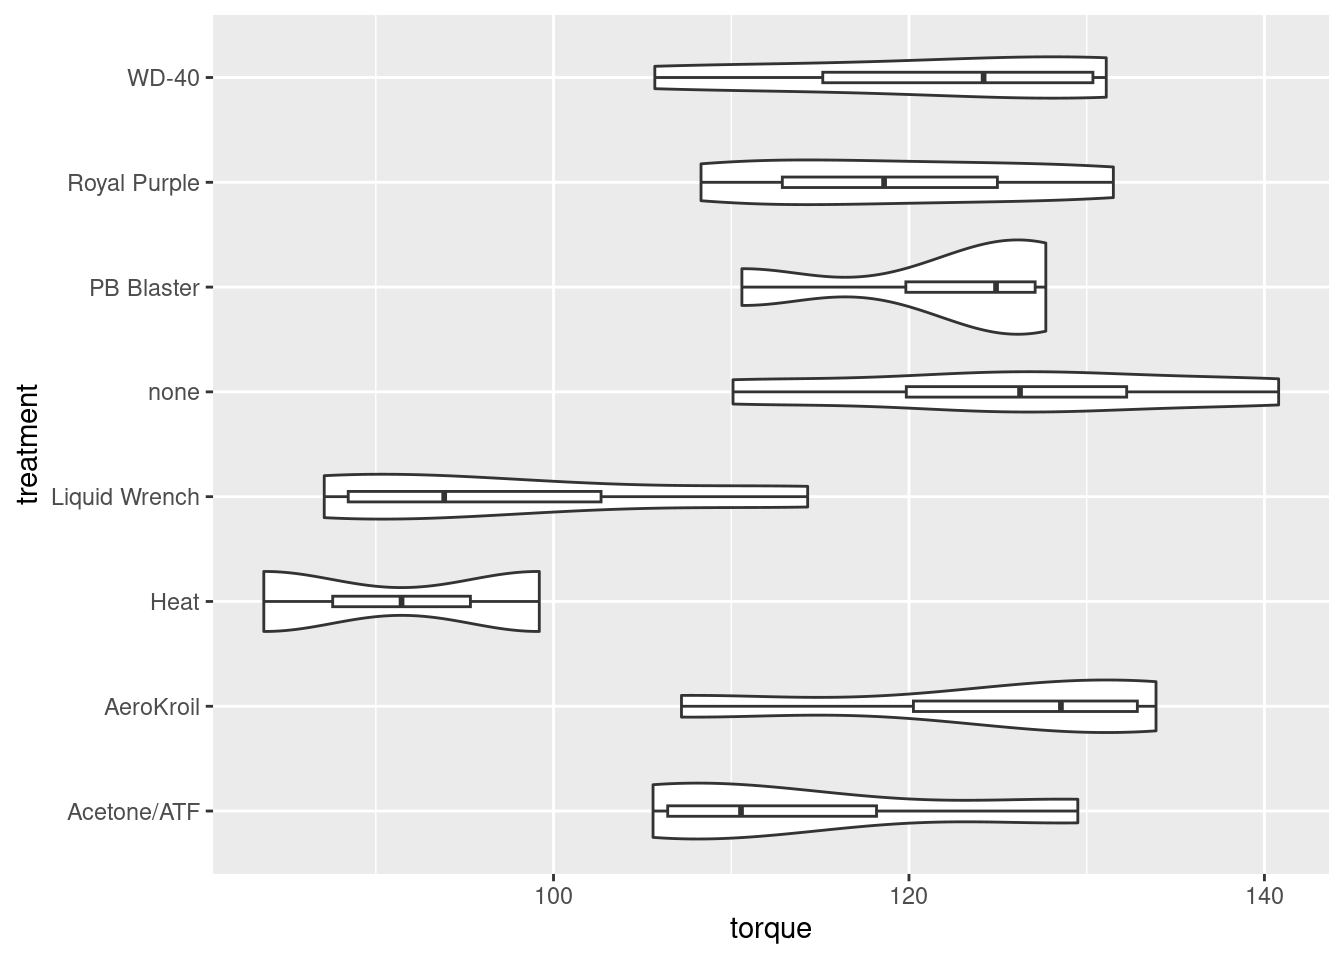 WD-40
Royal Purple
PB Blaster
none
Liquid Wrench
Heat
AeroKroil
Acetone/ATF
treatment
100 120 140
torque